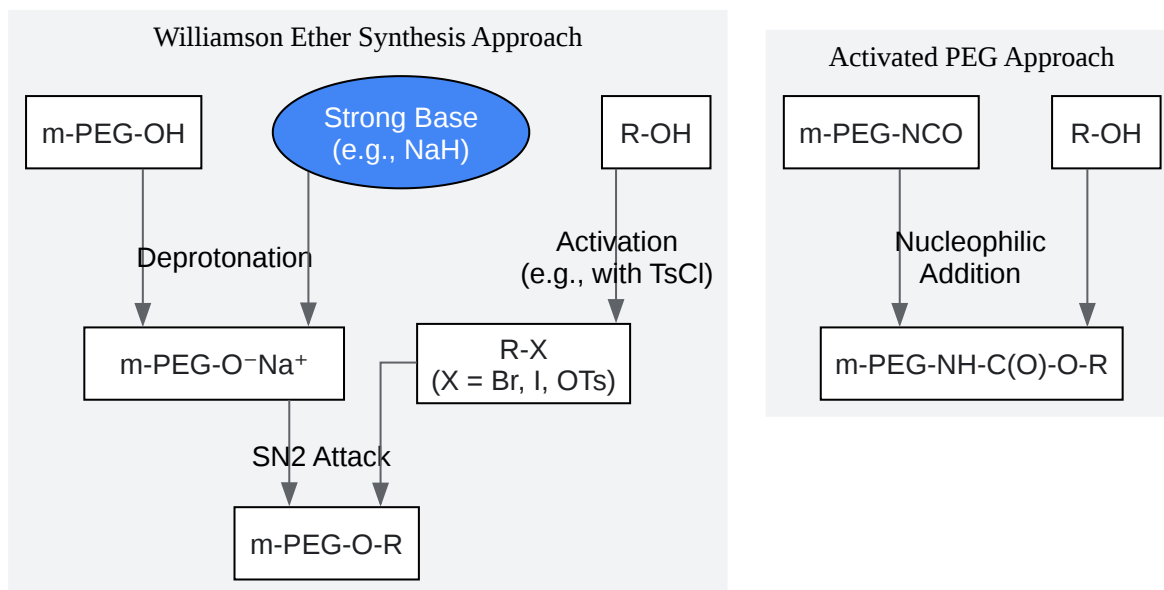 Williamson Ether Synthesis Approach
m-PEG-OH
Strong Base
(e.g., NaH)
R-OH
Deprotonation
Activation
(e.g., with TsCl)
m-PEG-O⁻Na⁺
R-X
(X = Br, I, OTs)
SN2 Attack
m-PEG-O-R
Activated PEG Approach
m-PEG-NCO
R-OH
Nucleophilic
Addition
m-PEG-NH-C(O)-O-R